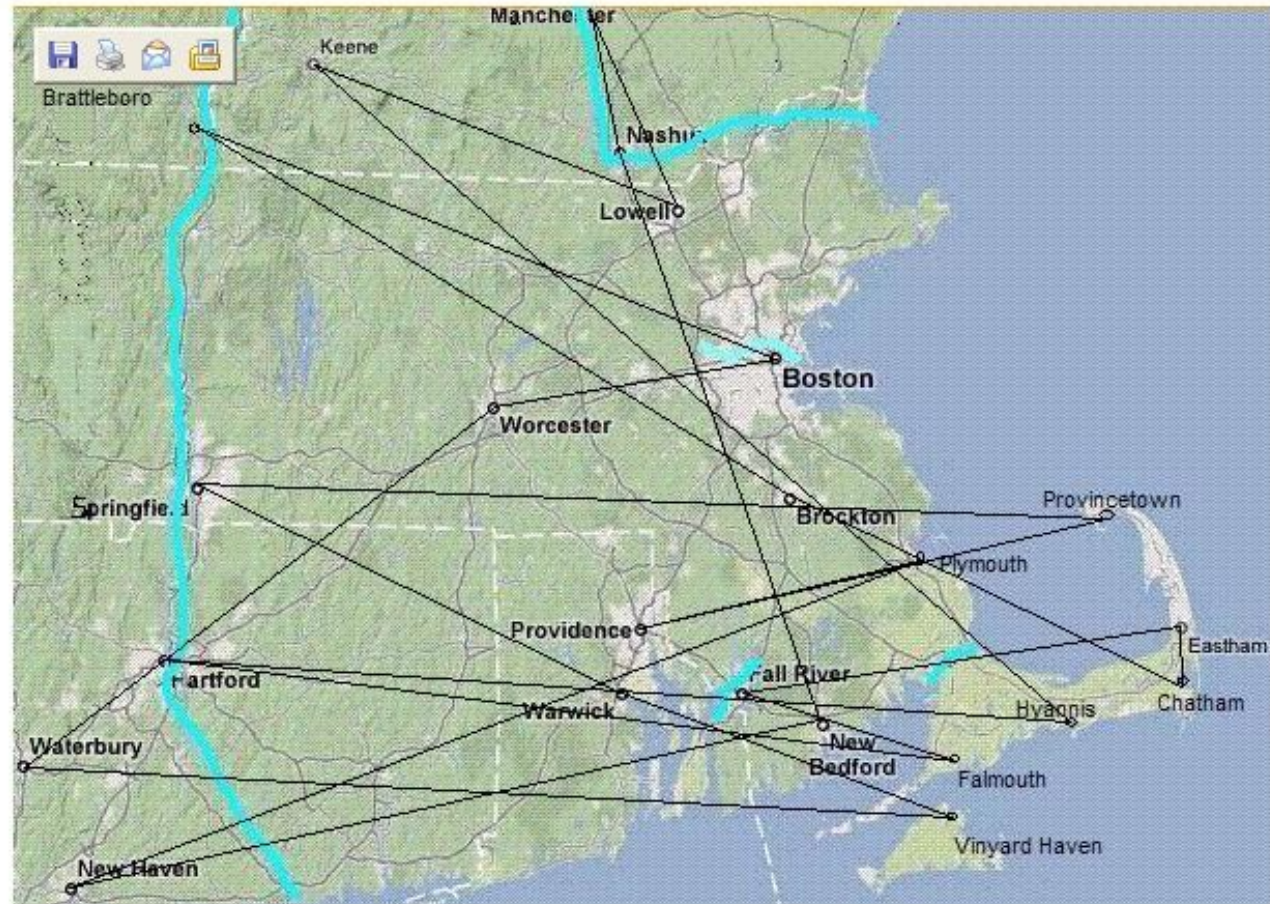 Manchester
Keene
Brattleboro
Nashua
Lowell
Boston
Worcester
Springfield
Provincetown
Brockton
Plymouth
Providence
Eastham
Hartford
Fall River
Warwick
Hyannis
Chatham
Waterbury
New
Bedford
Falmouth
Vinyard Haven
New Haven